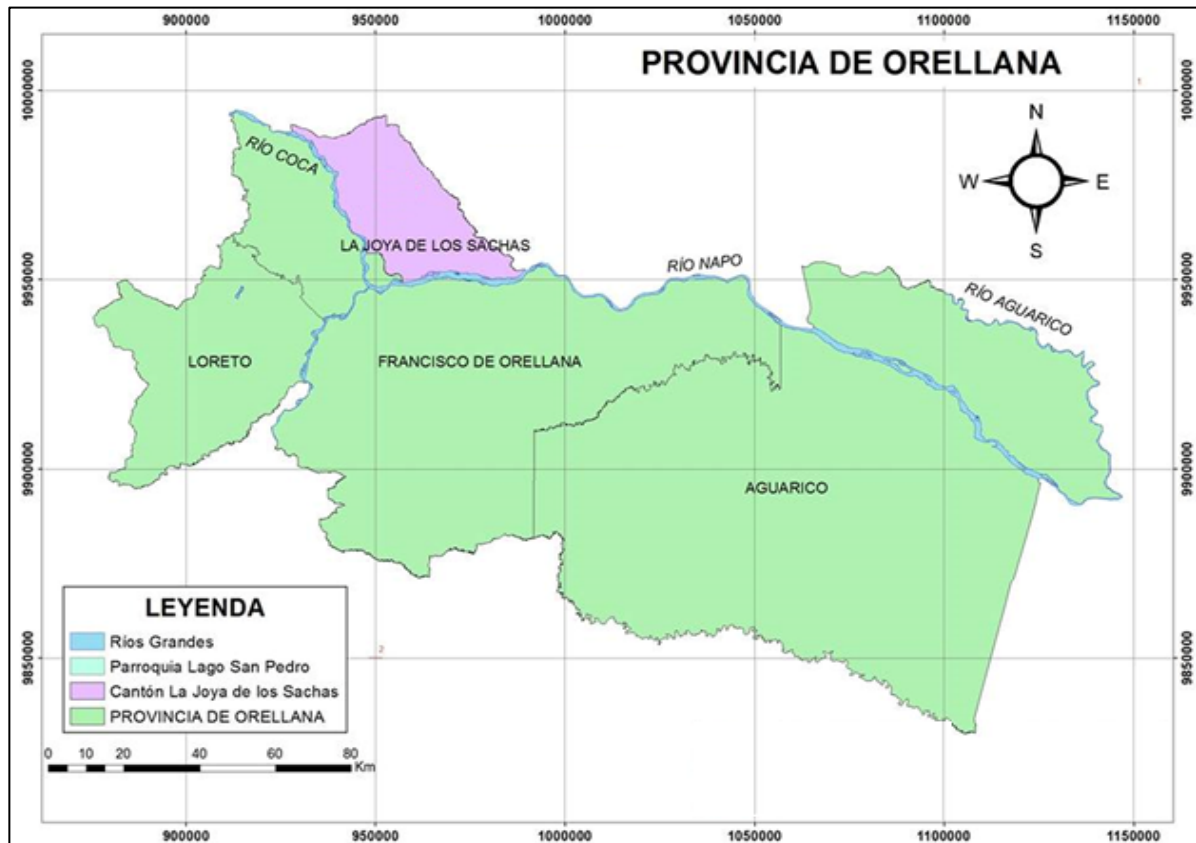 900000 950000 1000000 1050000 1100000 1150000
PROVINCIA DE ORELLANA
1
10000000 10000000
N
W E
S
RÍO COCA
LA JOYA DE LOS SACHAS
RÍO NAPO
9950000 9950000
RÍO AGUARICO
LORETO
FRANCISCO DE ORELLANA
9900000 9900000
AGUARICO
LEYENDA
Ríos Grandes
Parroquia Lago San Pedro
Cantón La Joya de los Sachas
PROVINCIA DE ORELLANA
2
9850000 9850000
0 10 20 40 60 80
Km
900000 950000 1000000 1050000 1100000 1150000